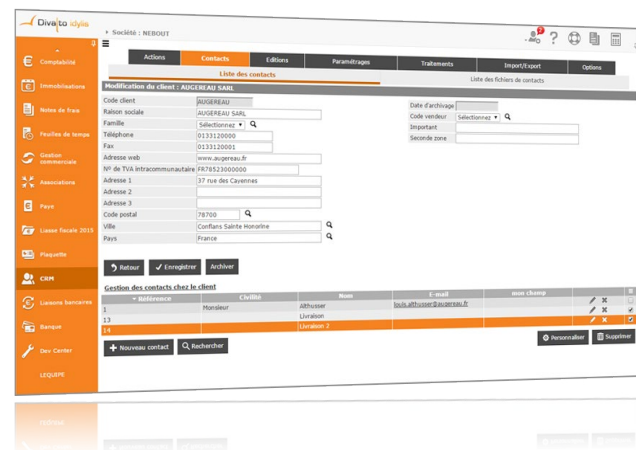 Divalto idylis
Société : NEBOUT
2
?
Actions Contacts Editions Paramétrages Traitements Import/Export Options
Liste des contacts Liste des fichiers de contacts
Modification du client : AUGEREAU SARL
Comptabilité
Immobilisations
Notes de frais
Feuilles de temps
Gestion commerciale
Associations
Paye
Liasse fiscale 2015
Plaquette
CRM
Liaisons bancaires
Banque
Dev Center
LEQUIPE
Code client AUGEREAU
Raison sociale AUGEREAU SARL
Famille Sélectionnez
Téléphone 0133120000
Fax 0133120001
Adresse web www.augereau.fr
N° de TVA intracommunautaire FR78523000000
Adresse 1 37 rue des Cayennes
Adresse 2
Adresse 3
Code postal 78700
Ville Conflans Sainte Honorine
Pays France
Date d'archivage
Code vendeur Sélectionnez
Important
Seconde zone
Retour Enregistrer Archiver
Gestion des contacts chez le client
Référence Civilité Nom E-mail mon champ
1 Monsieur Althusser louis.althusser@augereau.fr
13 Livraison
14 Livraison 2
Nouveau contact Rechercher Personnaliser Supprimer